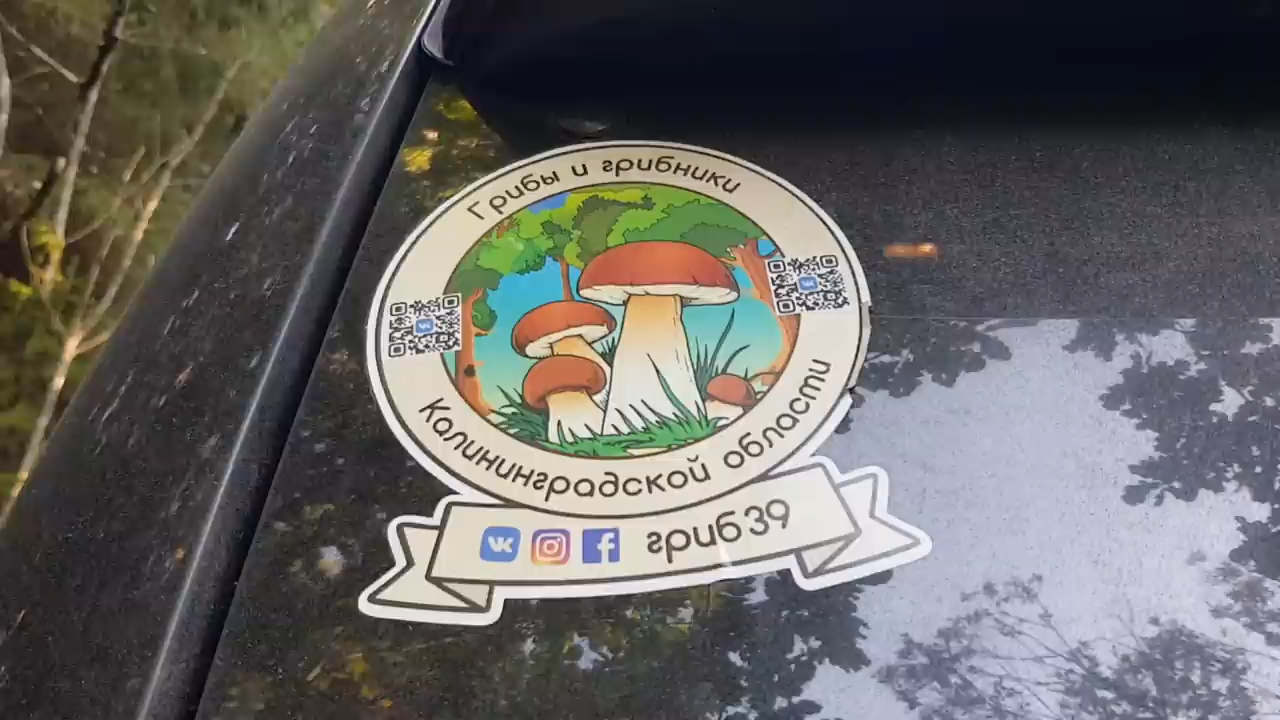 Грибы и грибники
Калининградской области
гриб39